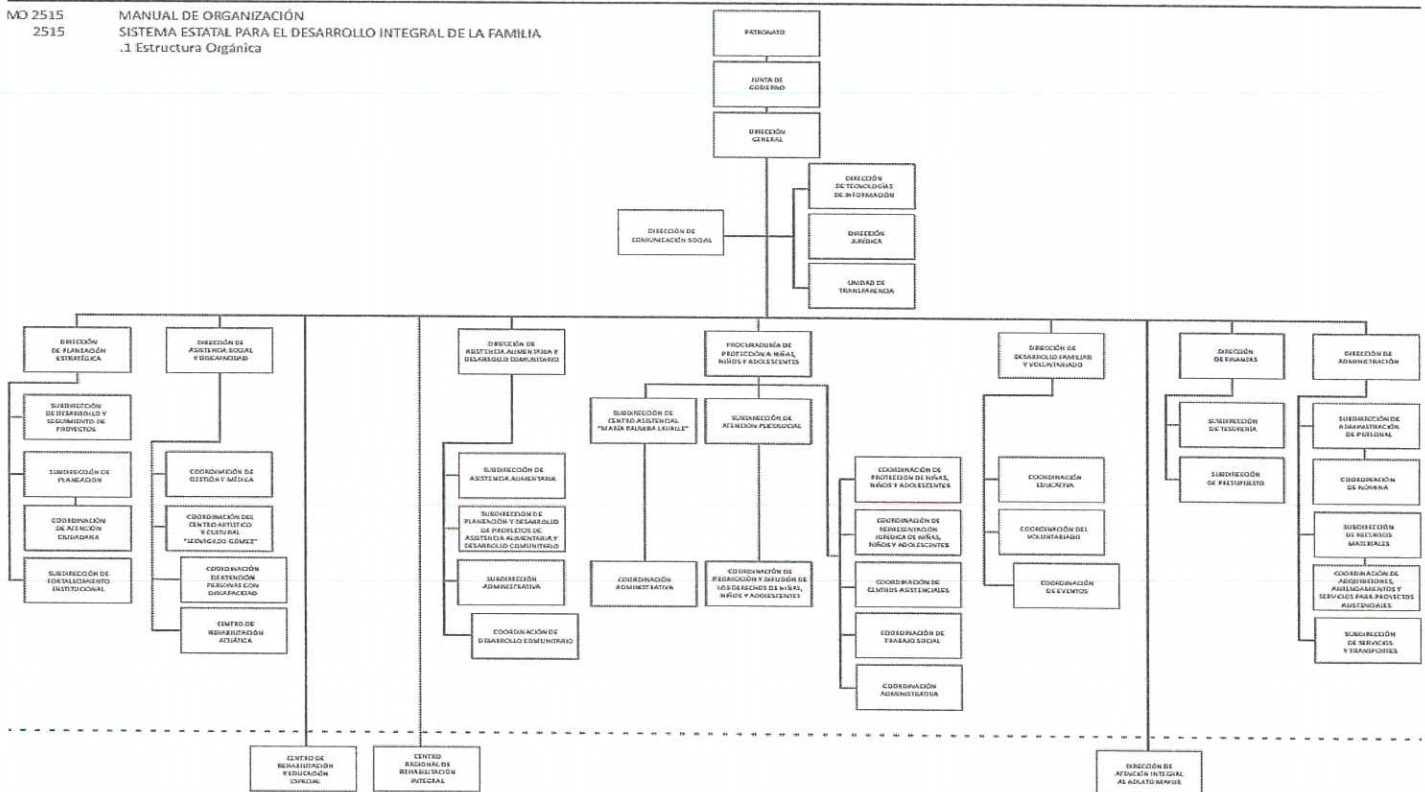 MO 2515 MANUAL DE ORGANIZACIÓN
2515 SISTEMA ESTATAL PARA EL DESARROLLO INTEGRAL DE LA FAMILIA
.1 Estructura Orgánica
PATRONATO
JUNTA DE
GOBIERNO
DIRECCIÓN
GENERAL
DIRECCIÓN
DE TECNOLOGÍAS
DE INFORMACIÓN
DIRECCIÓN DE
COMUNICACIÓN SOCIAL
DIRECCIÓN
JURÍDICA
UNIDAD DE
TRANSPARENCIA
DIRECCIÓN
DE PLANEACIÓN
ESTRATÉGICA
SUBDIRECCIÓN
DE DESARROLLO Y
SEGUIMIENTO DE
PROYECTOS
SUBDIRECCIÓN DE
PLANEACIÓN
COORDINACIÓN
DE ATENCIÓN
CIUDADANA
SUBDIRECCIÓN DE
FORTALECIMIENTO
INSTITUCIONAL
DIRECCIÓN DE
ASISTENCIA SOCIAL
Y DISCAPACIDAD
COORDINACIÓN DE
GESTIÓN Y MÉDICA
COORDINACIÓN DEL
CENTRO ARTÍSTICO
Y CULTURAL
"LEOVIGILDO GÓMEZ"
COORDINACIÓN
DE ATENCIÓN
PERSONAS CON
DISCAPACIDAD
CENTRO DE
REHABILITACIÓN
ACUÁTICA
DIRECCIÓN DE
ASISTENCIA ALIMENTARIA Y
DESARROLLO COMUNITARIO
SUBDIRECCIÓN DE
ASISTENCIA ALIMENTARIA
SUBDIRECCIÓN DE
PLANEACIÓN Y DESARROLLO
DE PROYECTOS DE
ASISTENCIA ALIMENTARIA Y
DESARROLLO COMUNITARIO
SUBDIRECCIÓN
ADMINISTRATIVA
COORDINACIÓN DE
DESARROLLO COMUNITARIO
PROCURADURÍA DE
PROTECCIÓN A NIÑAS,
NIÑOS Y ADOLESCENTES
SUBDIRECCIÓN DE
CENTRO ASISTENCIAL
"MARÍA PALMIRA LAVALLE"
COORDINACIÓN
ADMINISTRATIVA
SUBDIRECCIÓN DE
ATENCIÓN PSICOSOCIAL
COORDINACIÓN DE
PROMOCIÓN Y DIFUSIÓN DE
LOS DERECHOS DE NIÑAS,
NIÑOS Y ADOLESCENTES
COORDINACIÓN DE
PROTECCIÓN DE NIÑAS,
NIÑOS Y ADOLESCENTES
COORDINACIÓN DE
REPRESENTACIÓN
JURÍDICA DE NIÑAS,
NIÑOS Y ADOLESCENTES
COORDINACIÓN DE
CENTROS ASISTENCIALES
COORDINACIÓN DE
TRABAJO SOCIAL
COORDINACIÓN
ADMINISTRATIVA
DIRECCIÓN DE
DESARROLLO FAMILIAR
Y VOLUNTARIADO
COORDINACIÓN
EDUCATIVA
COORDINACIÓN DEL
VOLUNTARIADO
COORDINACIÓN
DE EVENTOS
DIRECCIÓN
DE FINANZAS
SUBDIRECCIÓN
DE TESORERÍA
SUBDIRECCIÓN
DE PRESUPUESTO
DIRECCIÓN DE
ADMINISTRACIÓN
SUBDIRECCIÓN DE
ADMINISTRACIÓN
DE PERSONAL
COORDINACIÓN
DE NOMINA
SUBDIRECCIÓN
DE RECURSOS
MATERIALES
COORDINACIÓN DE
ADQUISICIONES,
ARRENDAMIENTOS Y
SERVICIOS PARA PROYECTOS
ASISTENCIALES
SUBDIRECCIÓN
DE SERVICIOS
Y TRANSPORTES
CENTRO DE
REHABILITACIÓN
Y EDUCACIÓN
ESPECIAL
CENTRO
REGIONAL DE
REHABILITACIÓN
INTEGRAL
DIRECCIÓN DE
ATENCIÓN INTEGRAL
AL ADULTO MAYOR